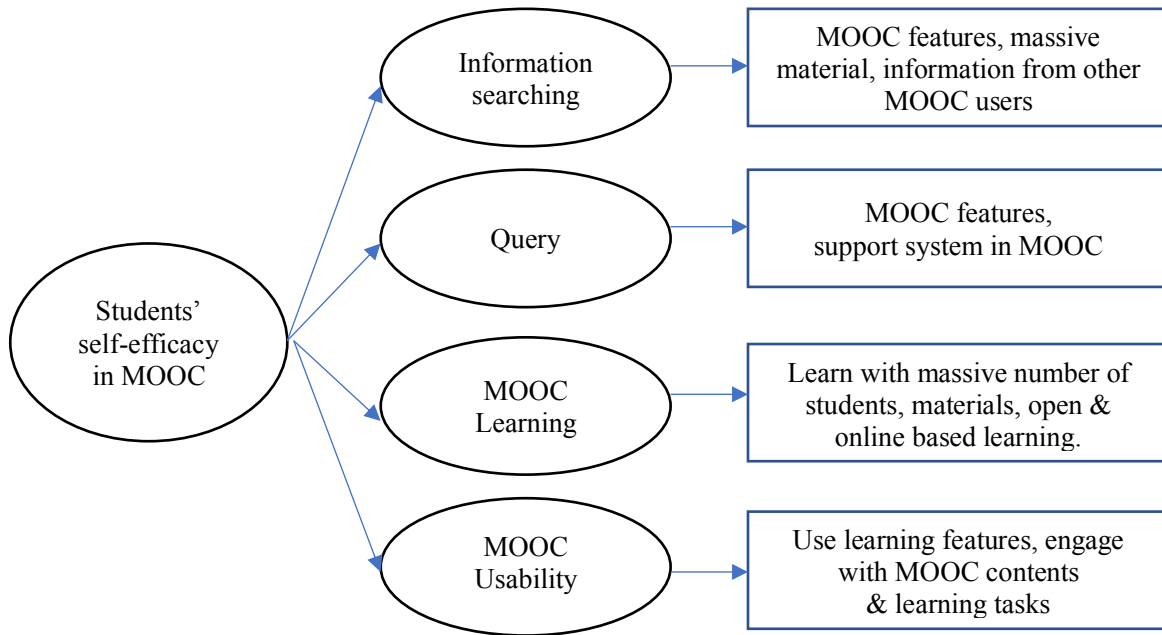 Students’
self-efficacy
in MOOC
Information
searching
MOOC features, massive
material, information from other
MOOC users
Query
MOOC features,
support system in MOOC
MOOC
Learning
Learn with massive number of
students, materials, open &
online based learning.
MOOC
Usability
Use learning features, engage
with MOOC contents
& learning tasks